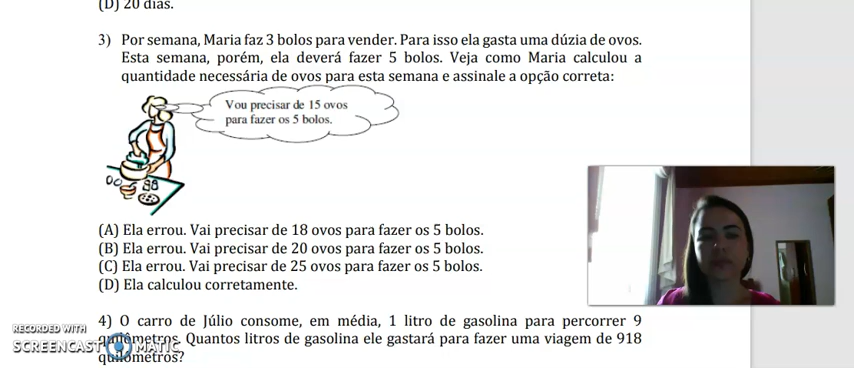 (D) 20 dias.
3) Por semana, Maria faz 3 bolos para vender. Para isso ela gasta uma dúzia de ovos.
Esta semana, porém, ela deverá fazer 5 bolos. Veja como Maria calculou a
quantidade necessária de ovos para esta semana e assinale a opção correta:
Vou precisar de 15 ovos
para fazer os 5 bolos.
(A) Ela errou. Vai precisar de 18 ovos para fazer os 5 bolos.
(B) Ela errou. Vai precisar de 20 ovos para fazer os 5 bolos.
(C) Ela errou. Vai precisar de 25 ovos para fazer os 5 bolos.
(D) Ela calculou corretamente.
4) O carro de Júlio consome, em média, 1 litro de gasolina para percorrer 9
quilômetros. Quantos litros de gasolina ele gastará para fazer uma viagem de 918
quilômetros?
RECORDED WITH
SCREENCAST MATIC